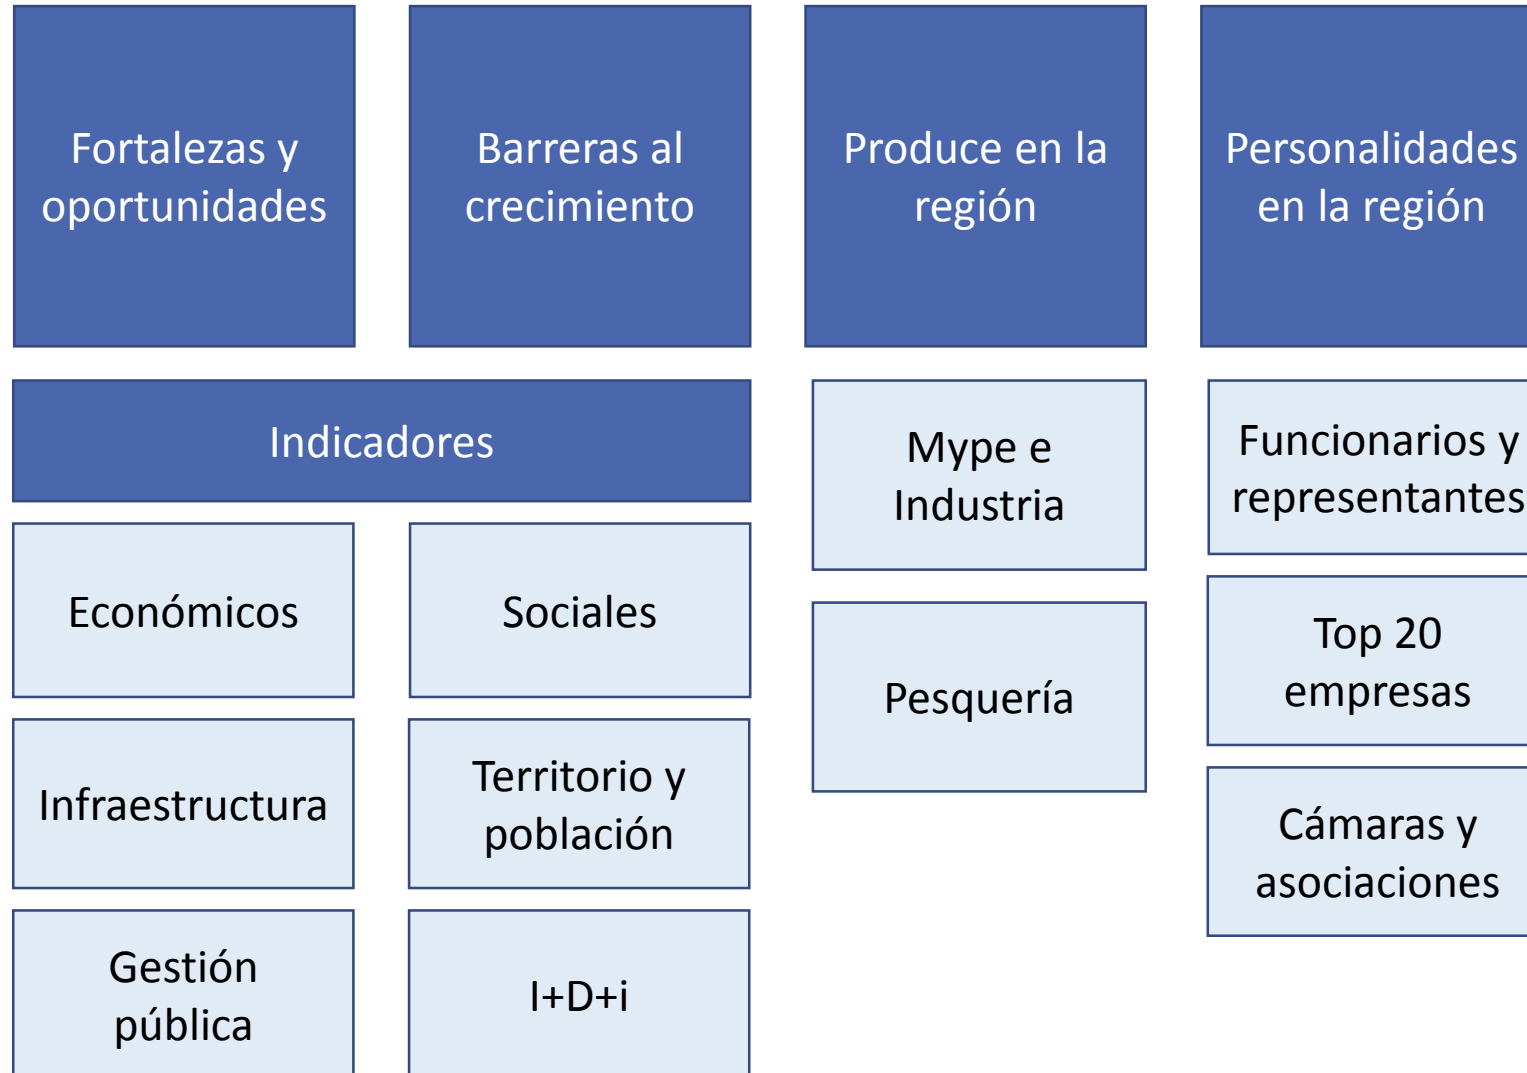 Fortalezas y
oportunidades
Barreras al
crecimiento
Produce en la
región
Personalidades
en la región
Indicadores
Económicos
Sociales
Infraestructura
Territorio y
población
Gestión
pública
I+D+i
Mype e
Industria
Pesquería
Funcionarios y
representantes
Top 20
empresas
Cámaras y
asociaciones